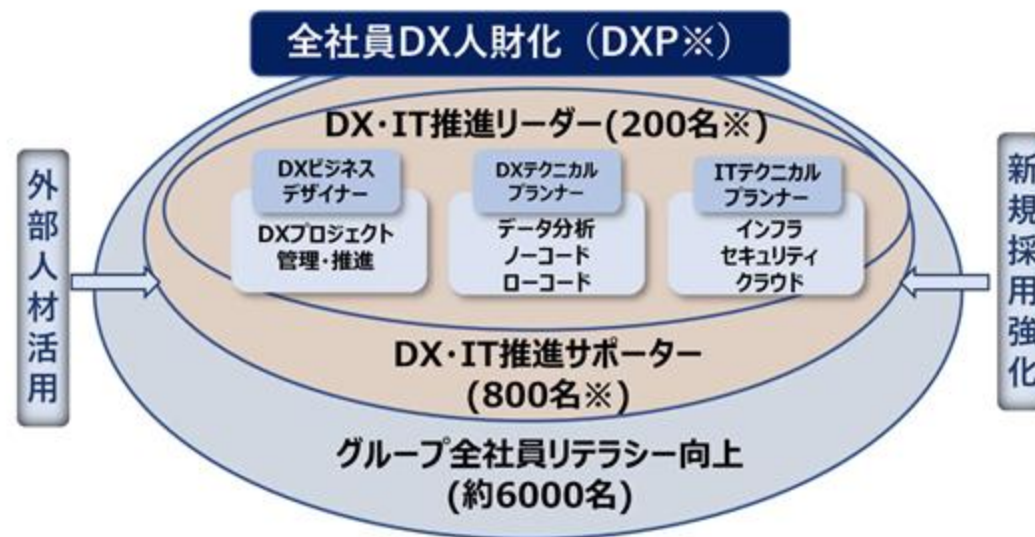 全社員DX人財化（DXP※）
DX・IT推進リーダー(200名※)
DXビジネス
デザイナー
DXプロジェクト
管理・推進
DXテクニカル
プランナー
データ分析
ノーコード
ローコード
ITテクニカル
プランナー
インフラ
セキュリティ
クラウド
外部人材活用
新規採用強化
DX・IT推進サポーター
(800名※)
グループ全社員リテラシー向上
(約6000名)